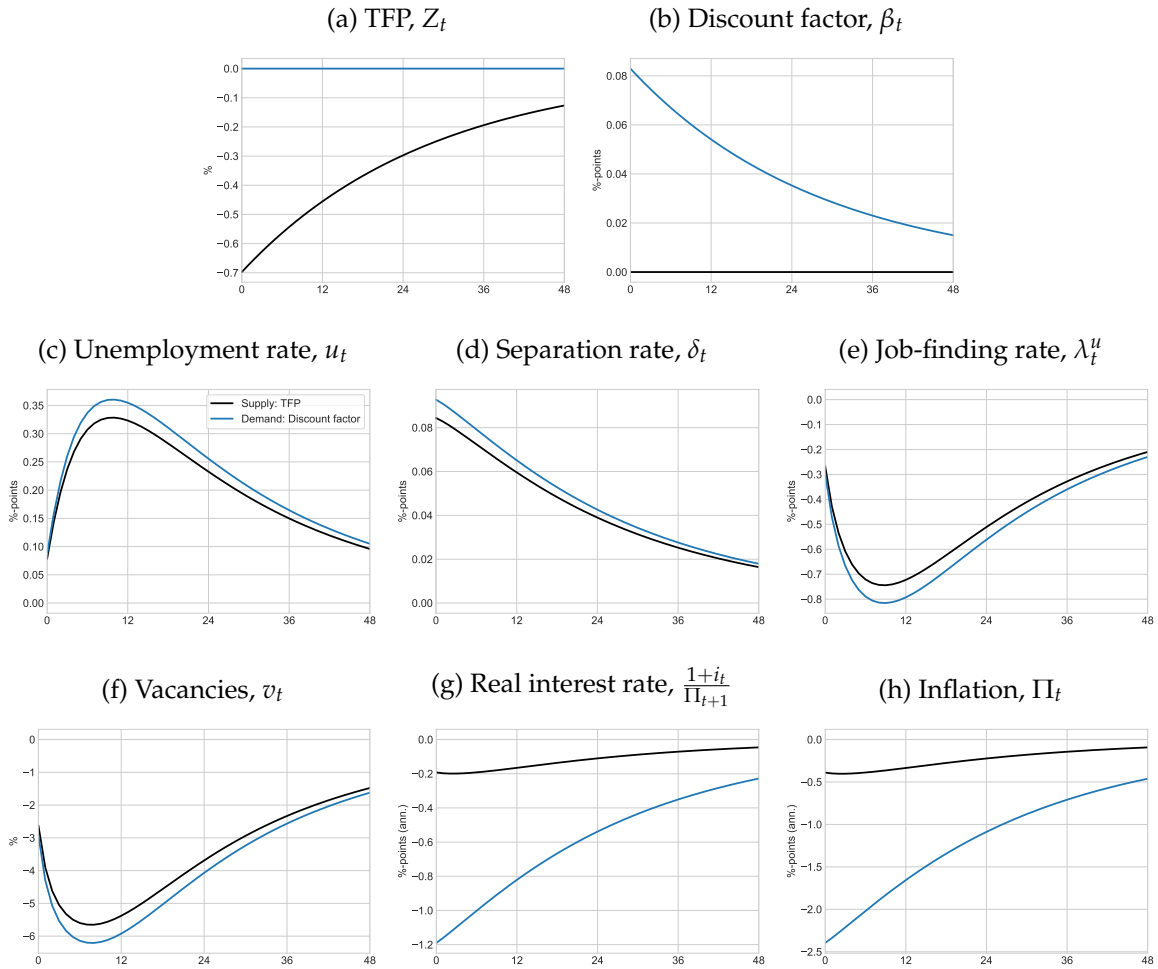 (a) TFP, Z_t
(b) Discount factor, β_t
0.0
−0.1
−0.2
−0.3
−0.4
−0.5
−0.6
−0.7
%
0 12 24 36 48
0.08
0.06
0.04
0.02
0.00
%-points
0 12 24 36 48
(c) Unemployment rate, u_t
(d) Separation rate, δ_t
(e) Job-finding rate, λ_t^u
0.35
0.30
0.25
0.20
0.15
0.10
0.05
0.00
%-points
Supply: TFP
Demand: Discount factor
0 12 24 36 48
0.08
0.06
0.04
0.02
0.00
%-points
0 12 24 36 48
0.0
−0.1
−0.2
−0.3
−0.4
−0.5
−0.6
−0.7
−0.8
%-points
0 12 24 36 48
(f) Vacancies, v_t
(g) Real interest rate, \frac{1+i_t}{Π_{t+1}}
(h) Inflation, Π_t
0
−1
−2
−3
−4
−5
−6
%
0 12 24 36 48
0.0
−0.2
−0.4
−0.6
−0.8
−1.0
−1.2
%-points (ann.)
0 12 24 36 48
0.0
−0.5
−1.0
−1.5
−2.0
−2.5
%-points (ann.)
0 12 24 36 48